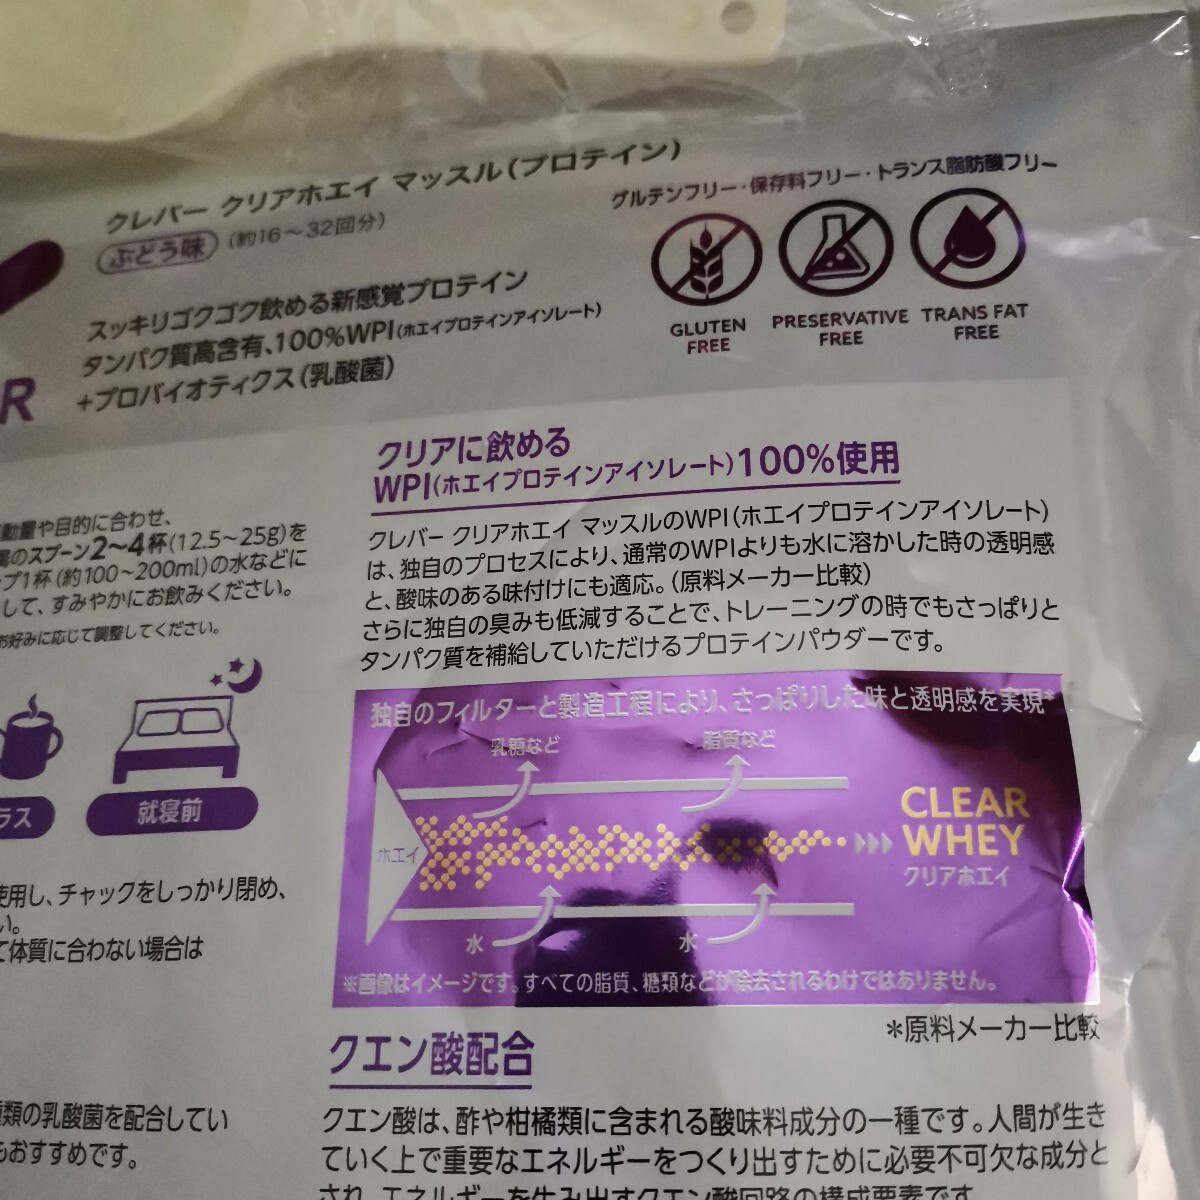 クレバー クリアホエイ マッスル(プロテイン)
ぶどう味 (約16〜32回分)
スッキリゴクゴク飲める新感覚プロテイン
タンパク質高含有、100%WPI(ホエイプロテインアイソレート)
+プロバイオティクス(乳酸菌)
グルテンフリー・保存料フリー・トランス脂肪酸フリー
GLUTEN FREE
PRESERVATIVE FREE
TRANS FAT FREE
R
動量や目的に合わせ、
のスプーン2〜4杯(12.5〜25g)を
プ1杯(約100〜200ml)の水などに
して、すみやかにお飲みください。
お好みに応じて調整してください。
ラス
就寝前
使用し、チャックをしっかり閉め、
い。
て体質に合わない場合は
類の乳酸菌を配合してい
もおすすめです。
クリアに飲める
WPI(ホエイプロテインアイソレート)100%使用
クレバー クリアホエイ マッスルのWPI(ホエイプロテインアイソレート)
は、独自のプロセスにより、通常のWPIよりも水に溶かした時の透明感
と、酸味のある味付けにも適応。(原料メーカー比較)
さらに独自の臭みも低減することで、トレーニングの時でもさっぱりと
タンパク質を補給していただけるプロテインパウダーです。
独自のフィルターと製造工程により、さっぱりした味と透明感を実現*
乳糖など
脂質など
ホエイ
CLEAR
WHEY
クリアホエイ
水
水
※画像はイメージです。すべての脂質、糖類などが除去されるわけではありません。
*原料メーカー比較
クエン酸配合
クエン酸は、酢や柑橘類に含まれる酸味料成分の一種です。人間が生き
ていく上で重要なエネルギーをつくり出すために必要不可欠な成分と
され、エネルギーを生み出すクエン酸回路の構成要素です。